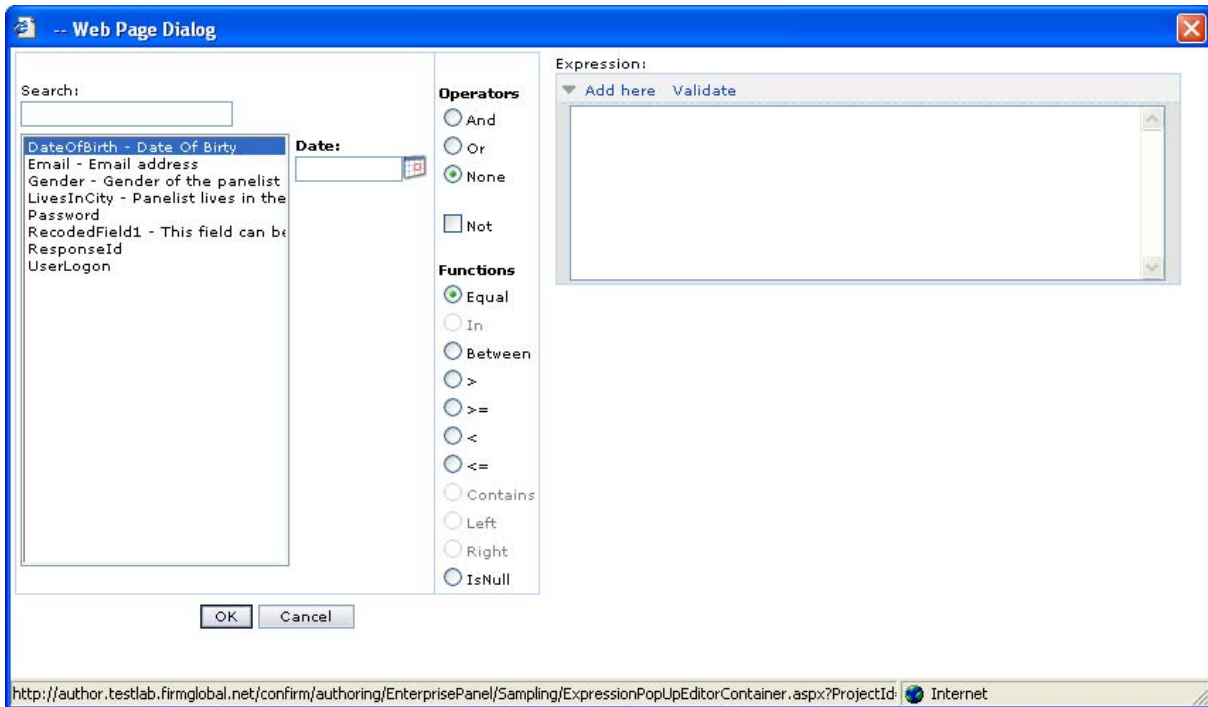 -- Web Page Dialog
Search:
DateOfBirth - Date Of Birty
Email - Email address
Gender - Gender of the panelist
LivesInCity - Panelist lives in the
Password
RecodedField1 - This field can be
ResponseId
UserLogon
Date:
Operators
And
Or
None
Not
Functions
Equal
In
Between
>
>=
<
<=
Contains
Left
Right
IsNull
Expression:
Add here Validate
OK Cancel
http://author.testlab.firmglobal.net/confirm/authoring/EnterprisePanel/Sampling/ExpressionPopUpEditorContainer.aspx?ProjectId Internet